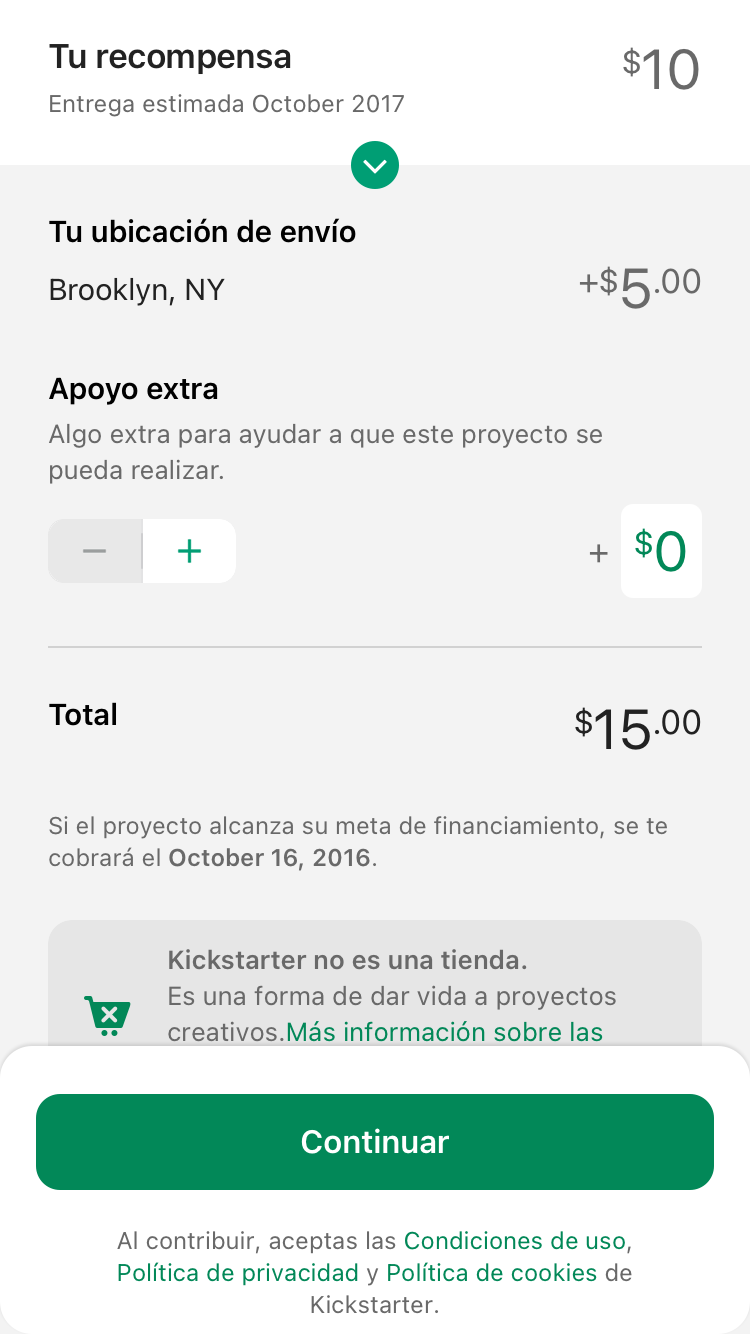 Tu recompensa
$10
Entrega estimada October 2017
Tu ubicación de envío
Brooklyn, NY
+$5.00
Apoyo extra
Algo extra para ayudar a que este proyecto se
pueda realizar.
− +
+ $0
Total
$15.00
Si el proyecto alcanza su meta de financiamiento, se te
cobrará el October 16, 2016.
Kickstarter no es una tienda.
Es una forma de dar vida a proyectos
creativos.Más información sobre las
Continuar
Al contribuir, aceptas las Condiciones de uso,
Política de privacidad y Política de cookies de
Kickstarter.